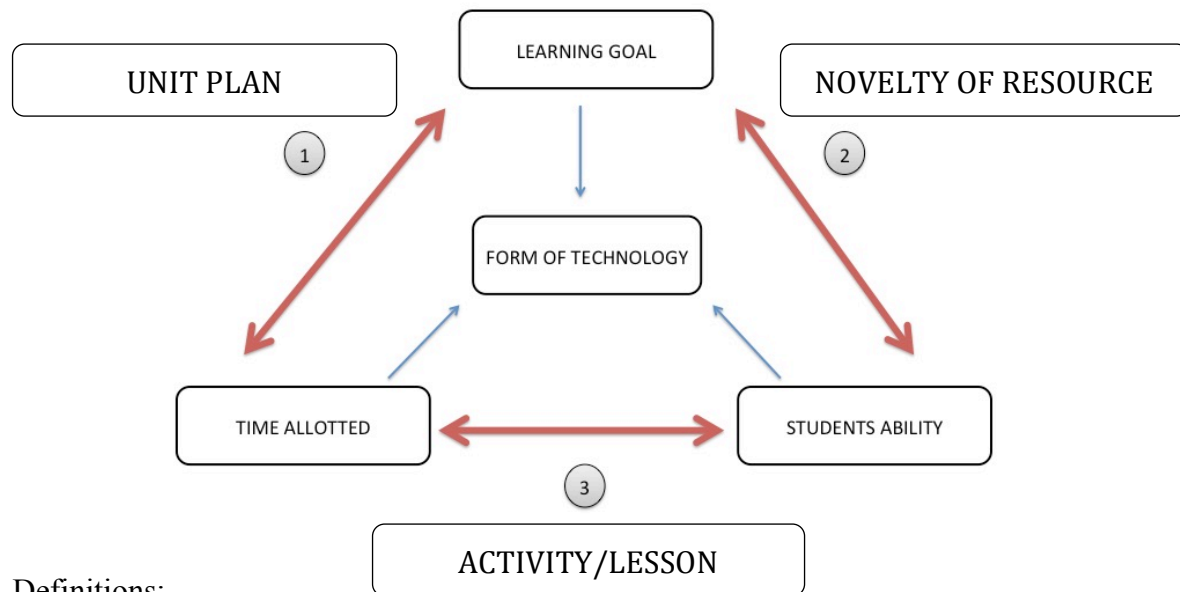 LEARNING GOAL
UNIT PLAN
NOVELTY OF RESOURCE
1
2
FORM OF TECHNOLOGY
TIME ALLOTTED
STUDENTS ABILITY
3
ACTIVITY/LESSON
Definitions: